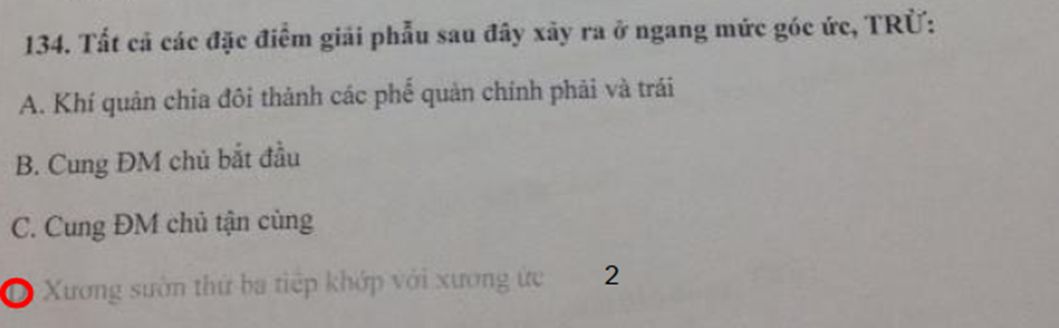 134. Tất cả các đặc điểm giải phẫu sau đây xảy ra ở ngang mức góc ức, TRỪ:
A. Khí quản chia đôi thành các phế quản chính phải và trái
B. Cung ĐM chủ bắt đầu
C. Cung ĐM chủ tận cùng
D Xương sườn thứ ba tiếp khớp với xương ức 2